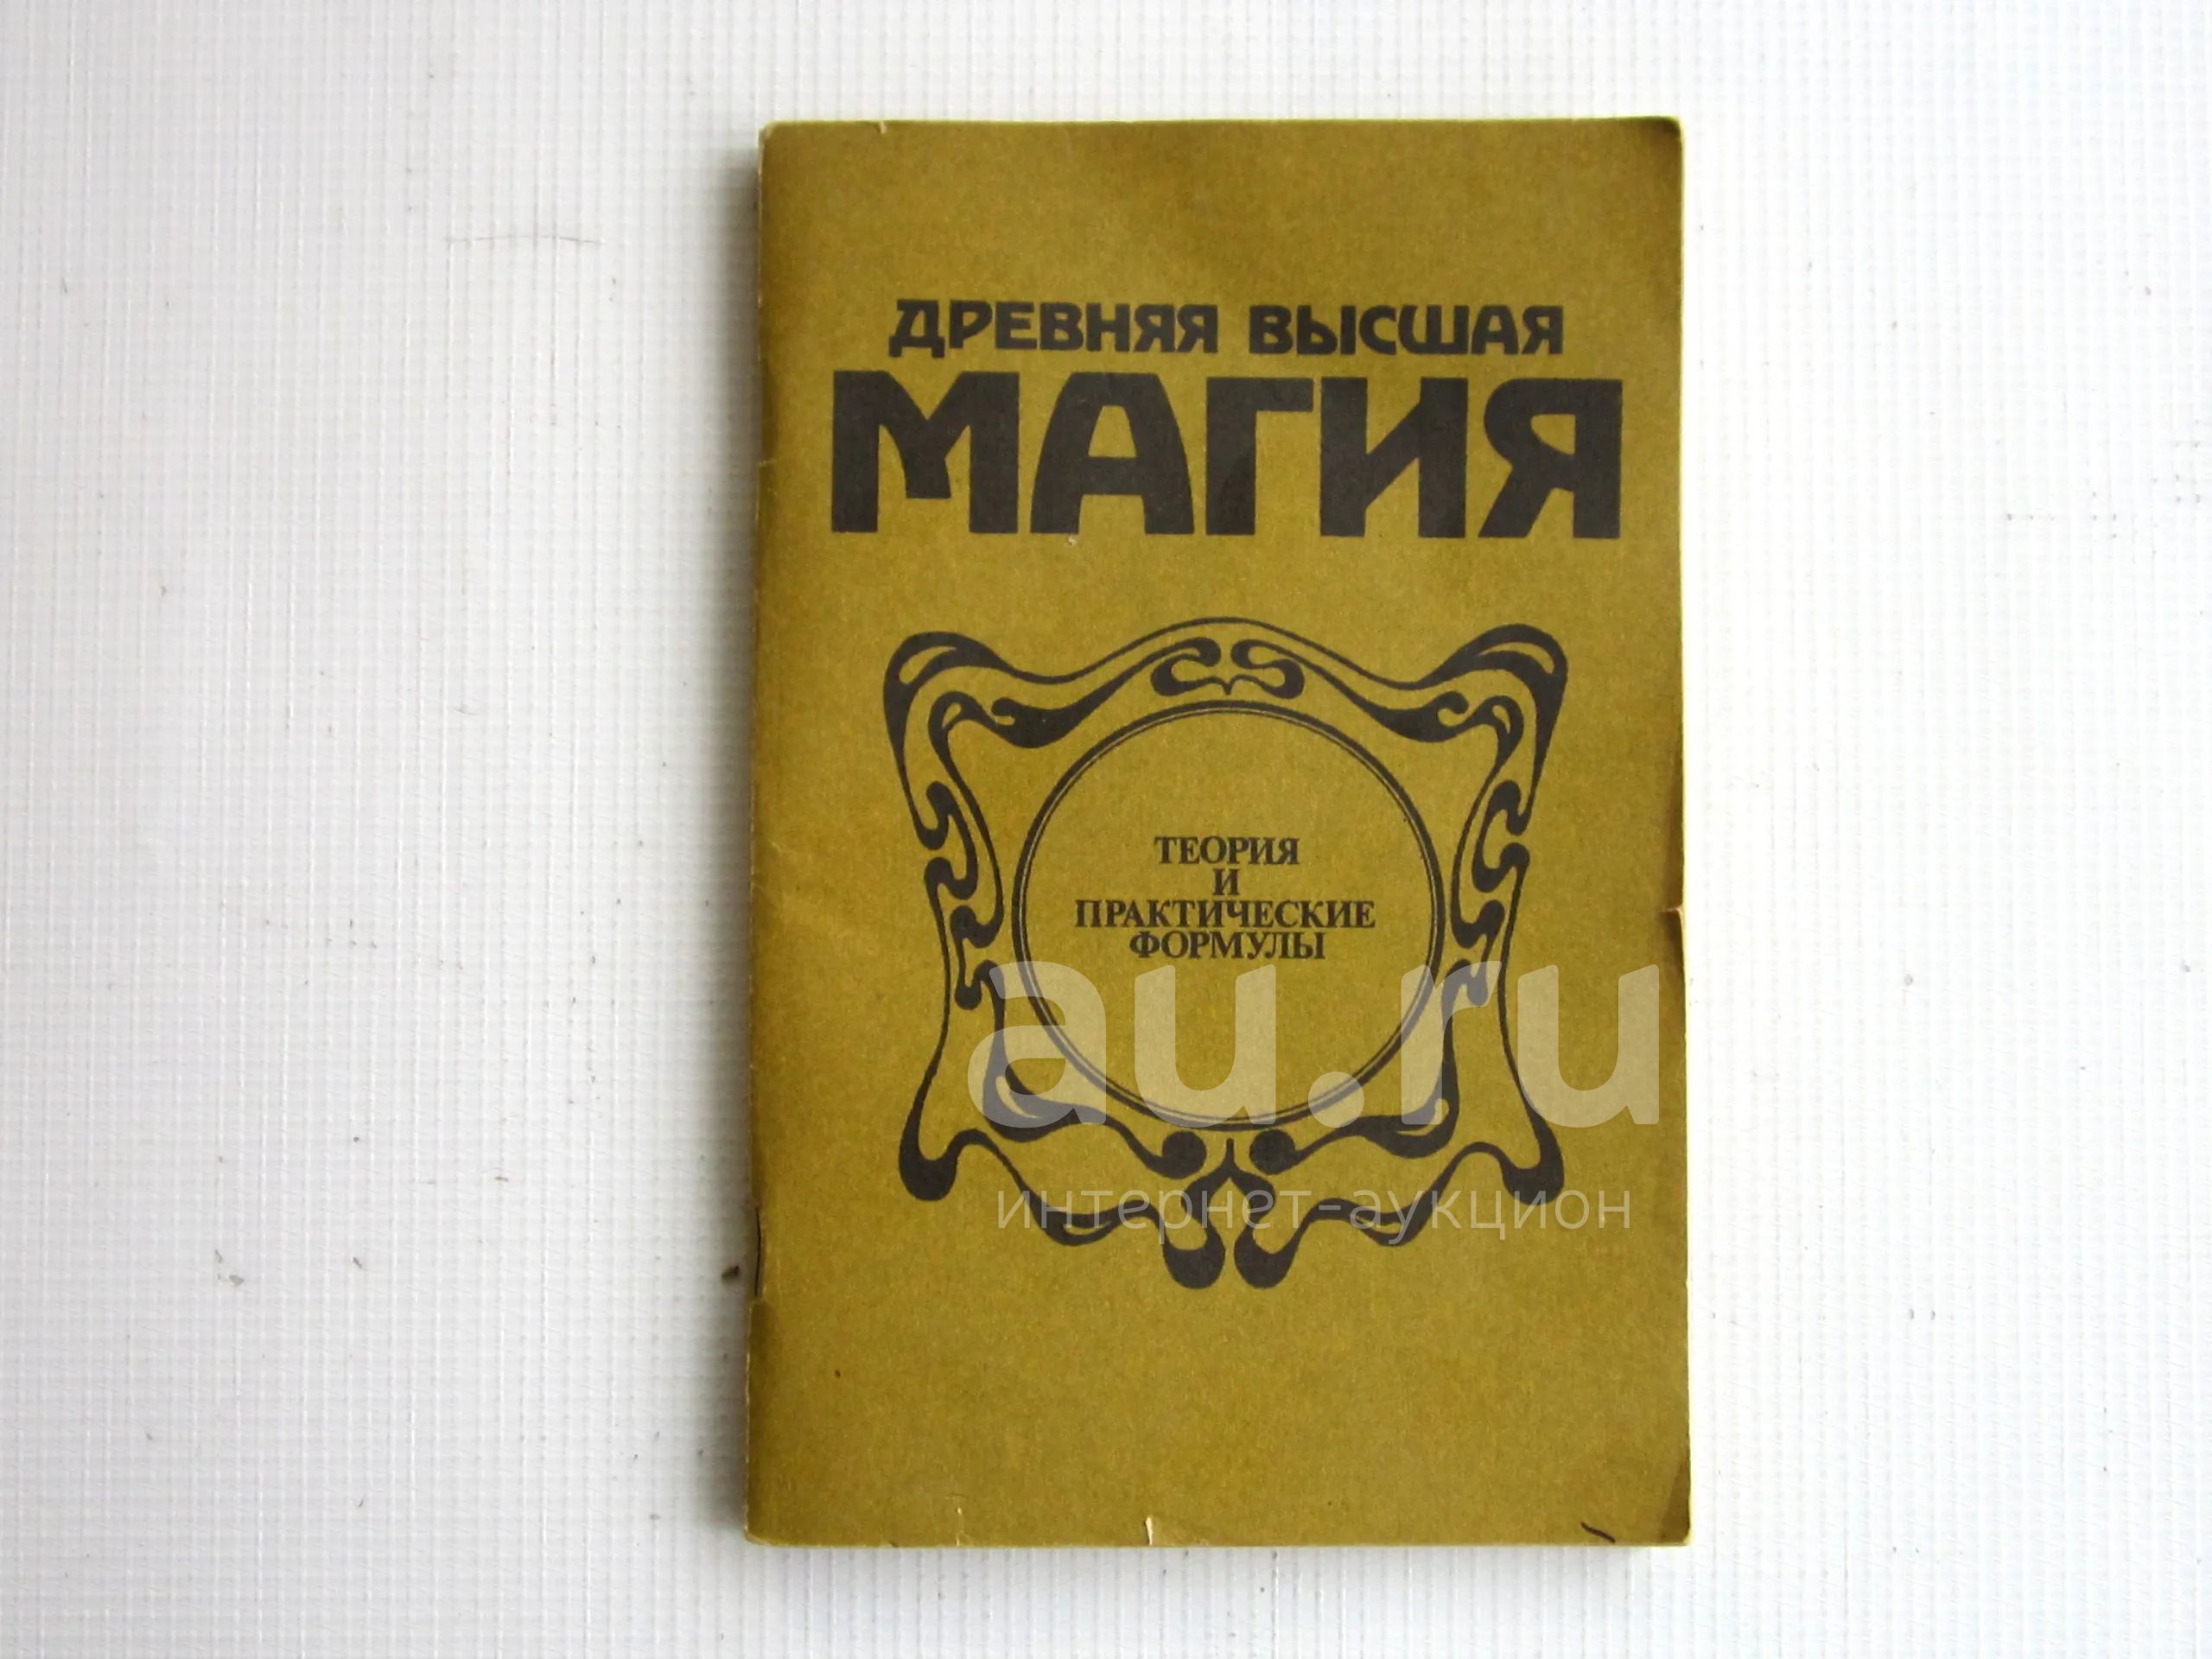 ДРЕВНЯЯ ВЫСШАЯ
МАГИЯ
ТЕОРИЯ
И
ПРАКТИЧЕСКИЕ
ФОРМУЛЫ
au.ru
интернет-аукцион